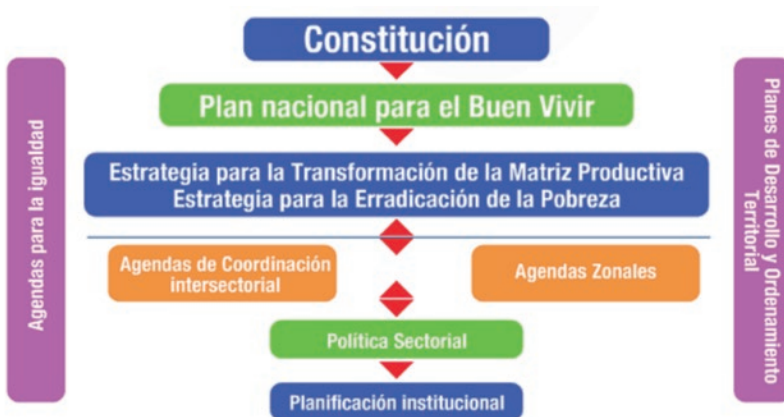 Constitución
Plan nacional para el Buen Vivir
Estrategia para la Transformación de la Matriz Productiva
Estrategia para la Erradicación de la Pobreza
Agendas de Coordinación
intersectorial
Agendas Zonales
Política Sectorial
Planificación institucional
Agendas para la igualdad
Planes de Desarrollo y Ordenamiento
Territorial